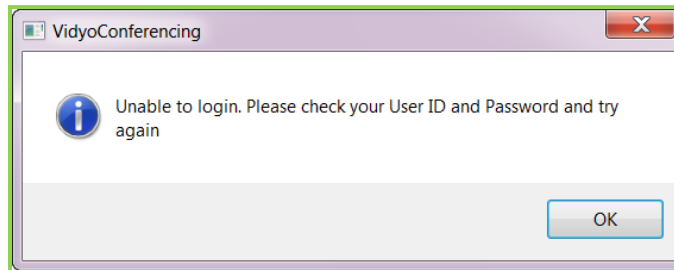 VidyoConferencing
Unable to login. Please check your User ID and Password and try
again
OK